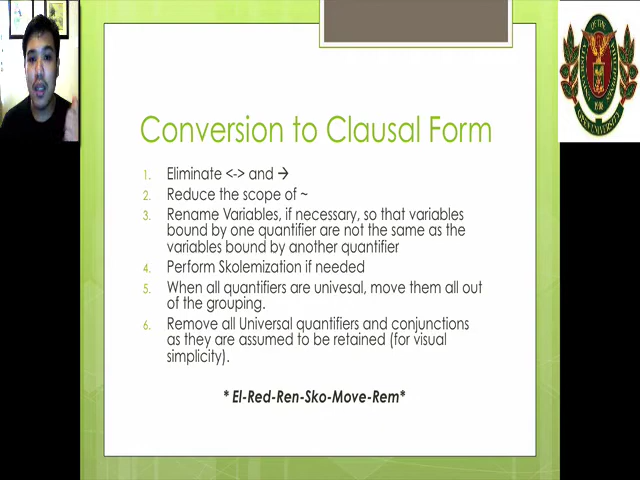 Conversion to Clausal Form
1. Eliminate <-> and →
2. Reduce the scope of ~
3. Rename Variables, if necessary, so that variables
bound by one quantifier are not the same as the
variables bound by another quantifier
4. Perform Skolemization if needed
5. When all quantifiers are univesal, move them all out
of the grouping.
6. Remove all Universal quantifiers and conjunctions
as they are assumed to be retained (for visual
simplicity).
* El-Red-Ren-Sko-Move-Rem*